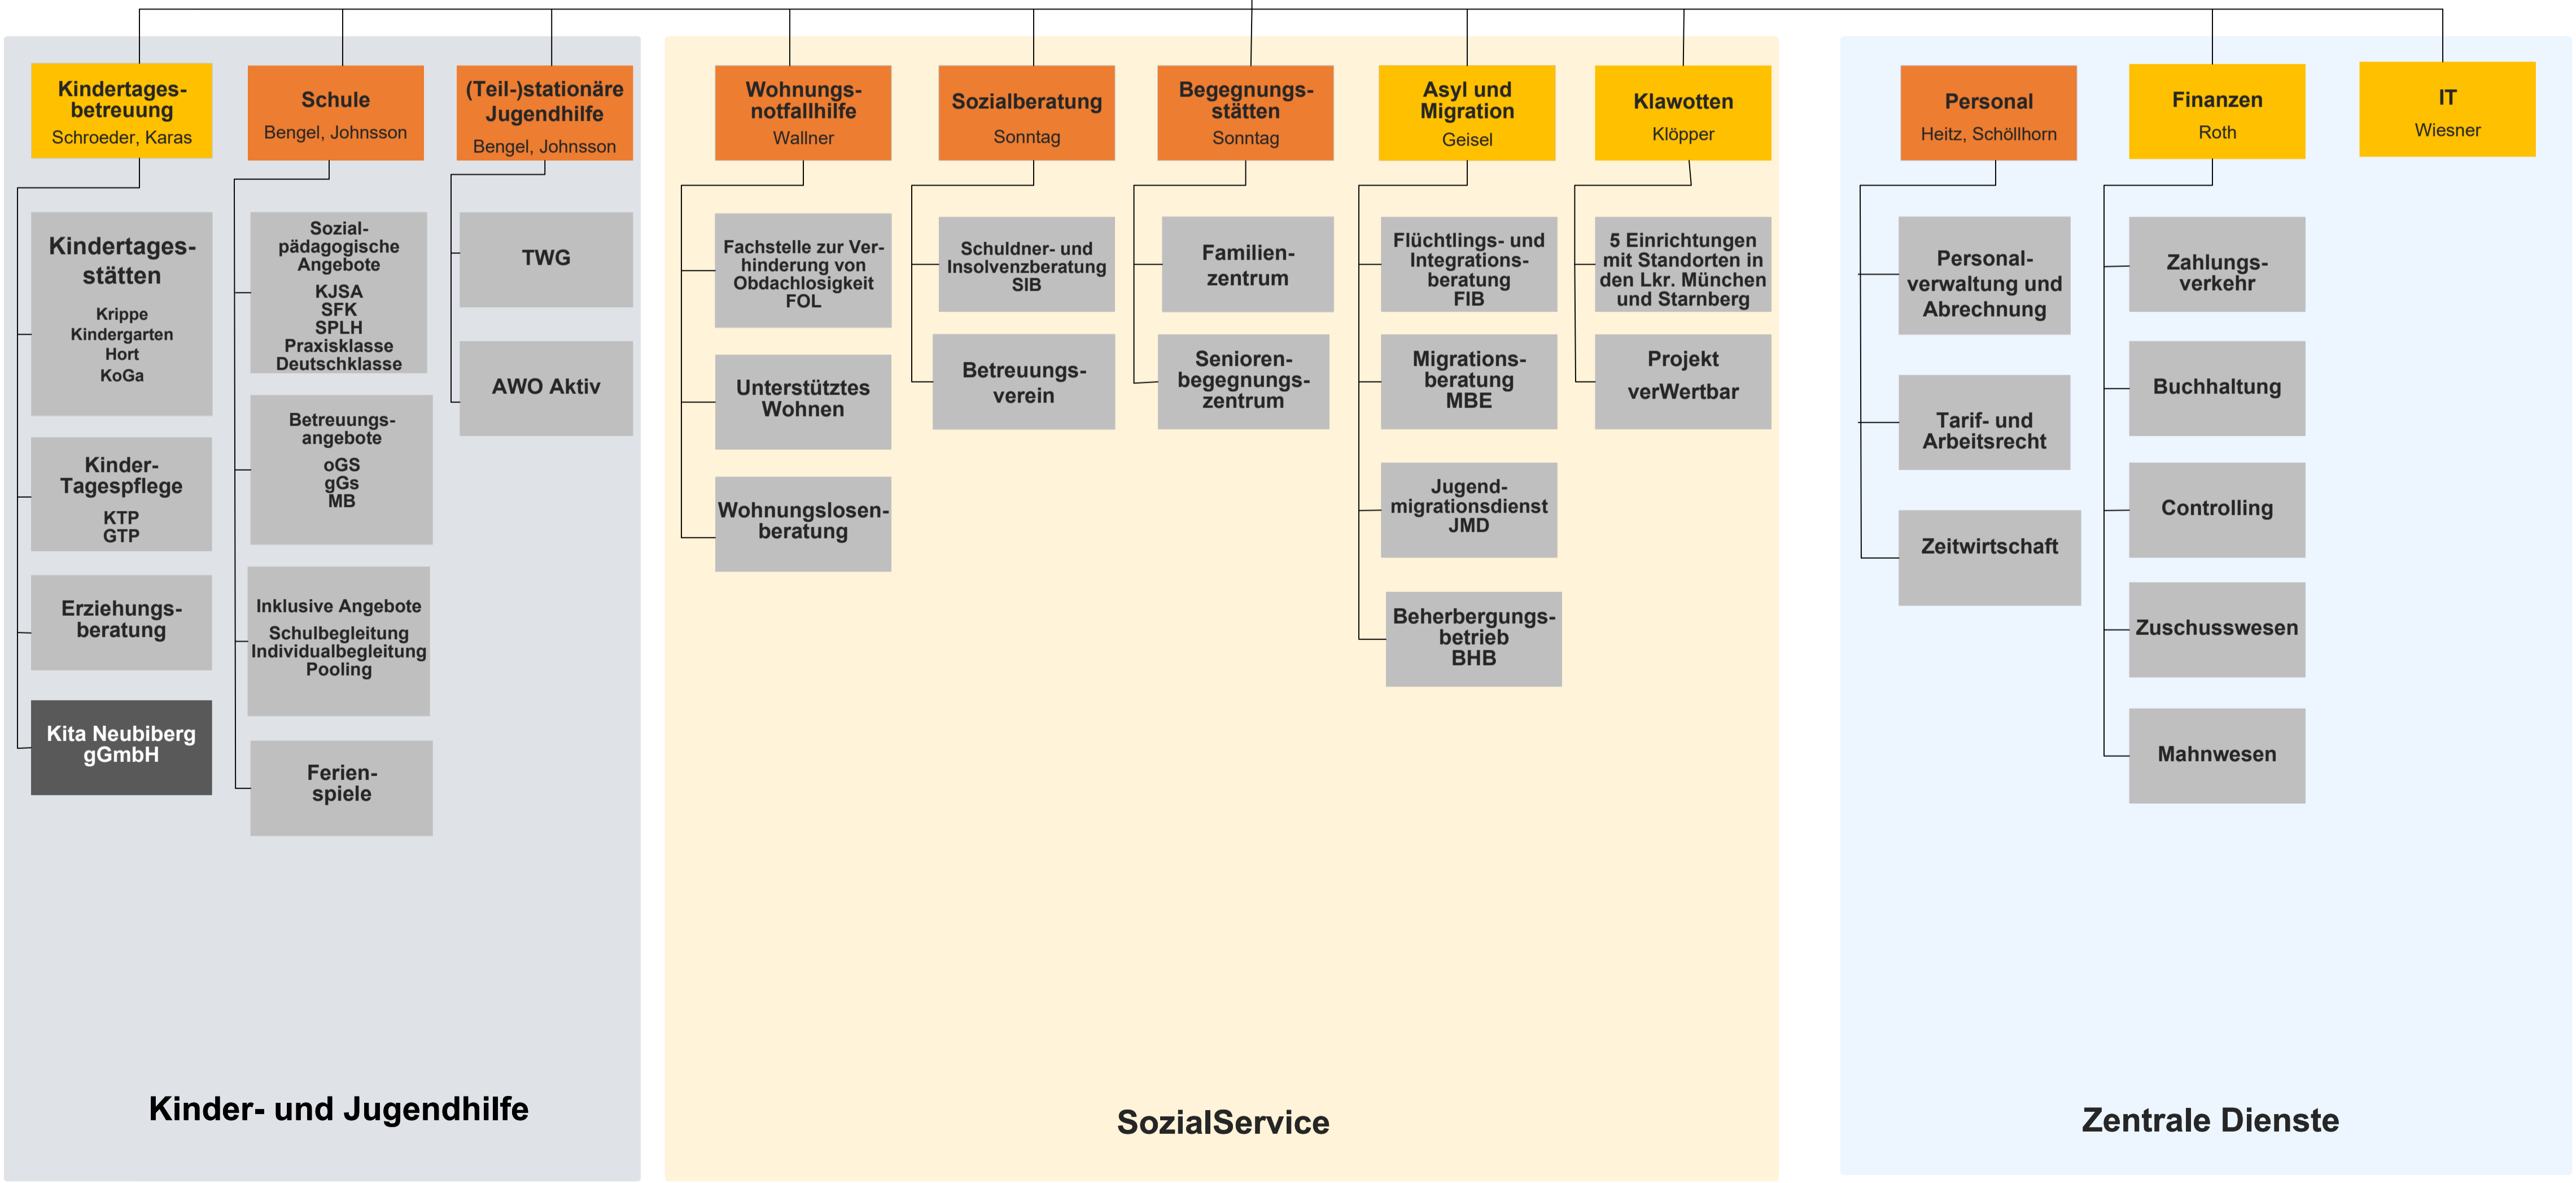 Kindertages-
betreuung
Schroeder, Karas
Kindertages-
stätten
Krippe
Kindergarten
Hort
KoGa
Kinder-
Tagespflege
KTP
GTP
Erziehungs-
beratung
Kita Neubiberg
gGmbH
Schule
Bengel, Johnsson
Sozial-
pädagogische
Angebote
KJSA
SFK
SPLH
Praxisklasse
Deutschklasse
Betreuungs-
angebote
oGS
gGs
MB
Inklusive Angebote
Schulbegleitung
Individualbegleitung
Pooling
Ferien-
spiele
(Teil-)stationäre
Jugendhilfe
Bengel, Johnsson
TWG
AWO Aktiv
Kinder- und Jugendhilfe
Wohnungs-
notfallhilfe
Wallner
Fachstelle zur Ver-
hinderung von
Obdachlosigkeit
FOL
Unterstütztes
Wohnen
Wohnungslosen-
beratung
Sozialberatung
Sonntag
Schuldner- und
Insolvenzberatung
SIB
Betreuungs-
verein
Begegnungs-
stätten
Sonntag
Familien-
zentrum
Senioren-
begegnungs-
zentrum
Asyl und
Migration
Geisel
Flüchtlings- und
Integrations-
beratung
FIB
Migrations-
beratung
MBE
Jugend-
migrationsdienst
JMD
Beherbergungs-
betrieb
BHB
Klawotten
Klöpper
5 Einrichtungen
mit Standorten in
den Lkr. München
und Starnberg
Projekt
verWertbar
SozialService
Personal
Heitz, Schöllhorn
Personal-
verwaltung und
Abrechnung
Tarif- und
Arbeitsrecht
Zeitwirtschaft
Finanzen
Roth
Zahlungs-
verkehr
Buchhaltung
Controlling
Zuschusswesen
Mahnwesen
IT
Wiesner
Zentrale Dienste